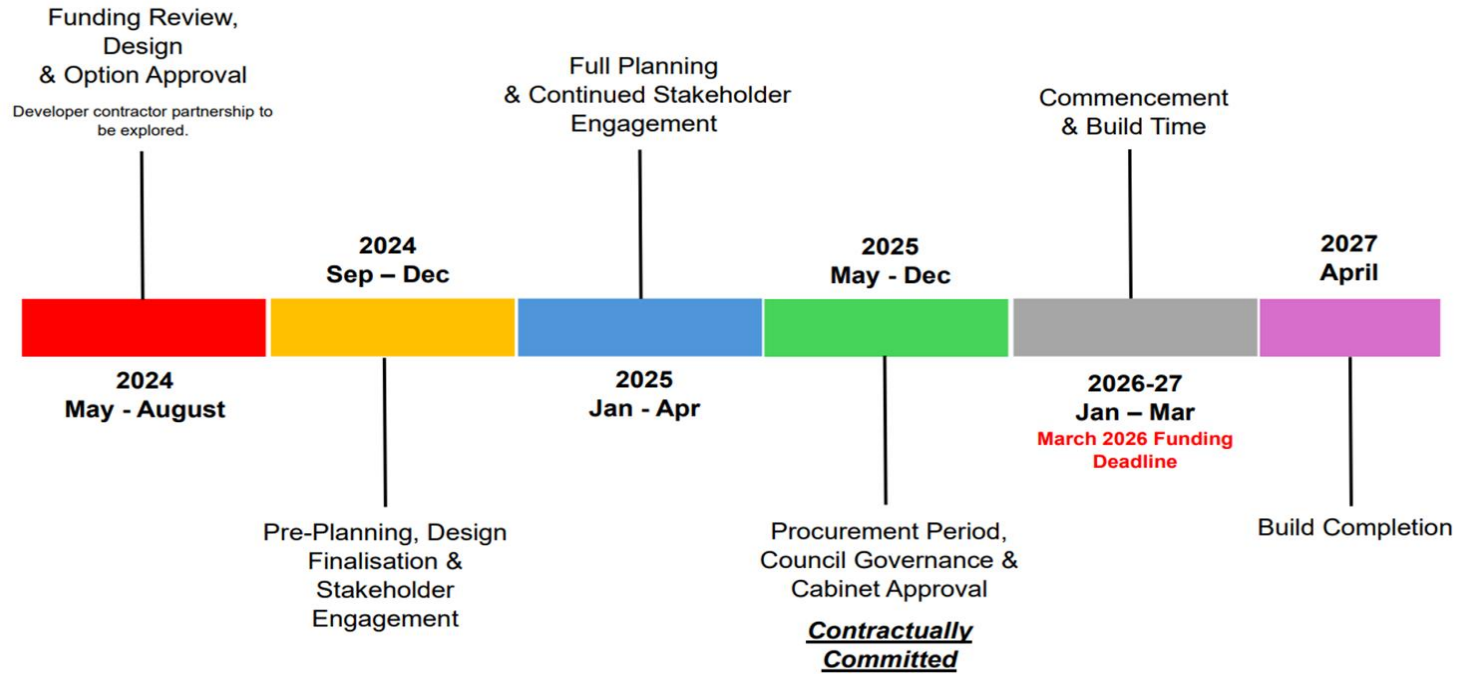 Funding Review,
Design
& Option Approval
Developer contractor partnership to
be explored.
2024
May - August
2024
Sep – Dec
Pre-Planning, Design
Finalisation &
Stakeholder
Engagement
Full Planning
& Continued Stakeholder
Engagement
2025
Jan - Apr
2025
May - Dec
Procurement Period,
Council Governance &
Cabinet Approval
Contractually
Committed
Commencement
& Build Time
2026-27
Jan – Mar
March 2026 Funding
Deadline
2027
April
Build Completion